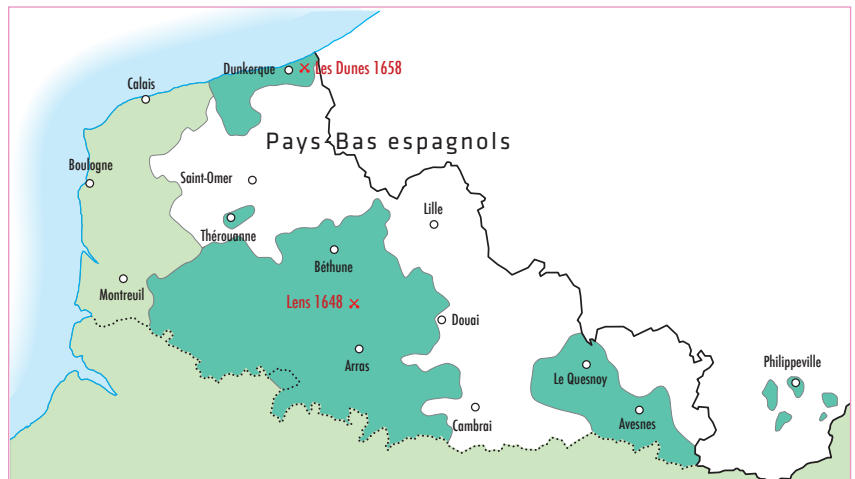 Dunkerque
Les Dunes 1658
Calais
Pays-Bas espagnols
Boulogne
Saint-Omer
Lille
Thérouanne
Béthune
Montreuil
Lens 1648
Douai
Arras
Philippeville
Le Quesnoy
Cambrai
Avesnes